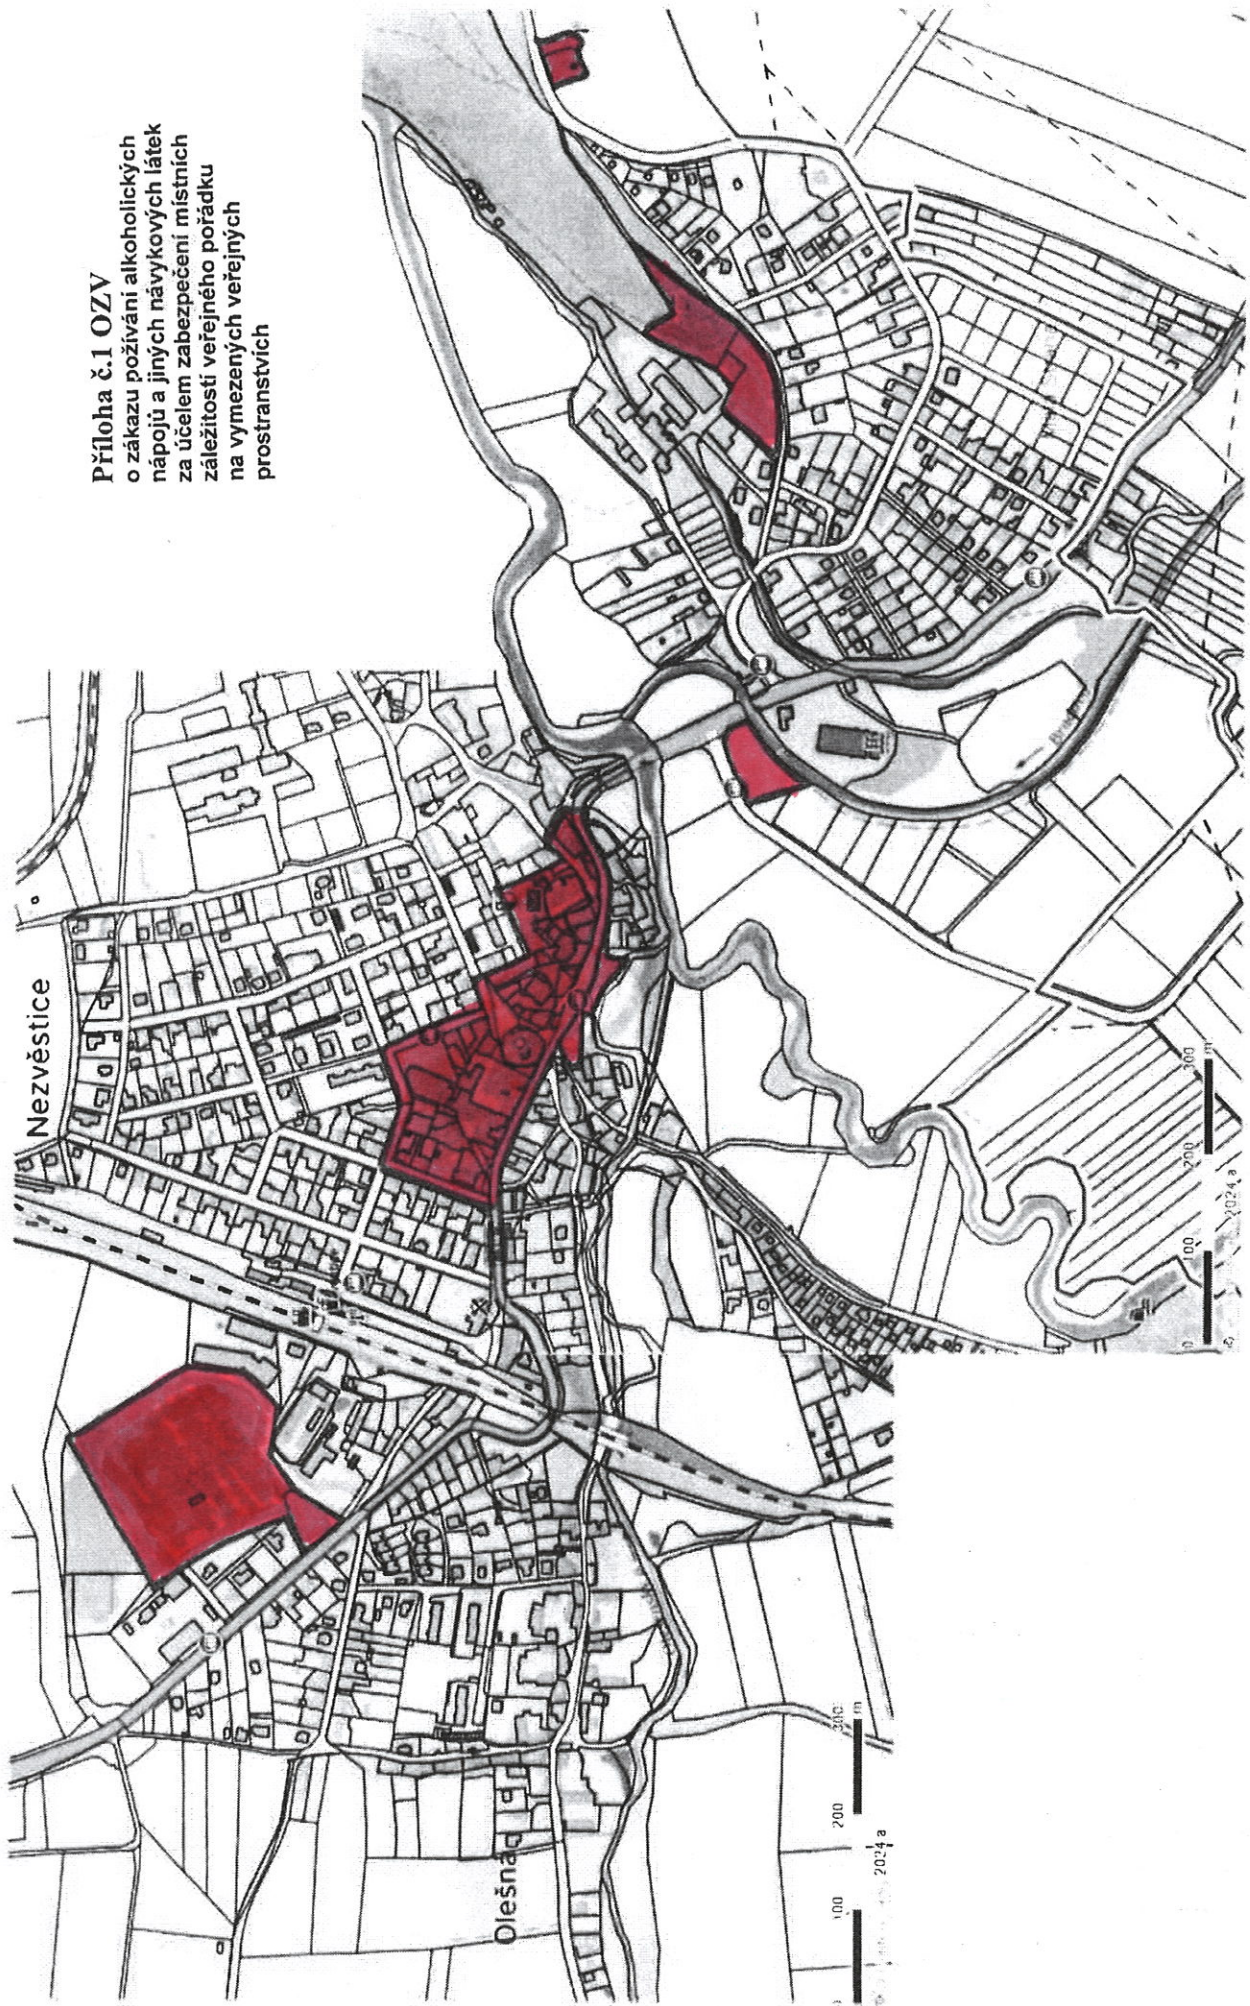 Příloha č.1 OZV
o zákazu požívání alkoholických
nápojů a jiných návykových látek
za účelem zabezpečení místních
záležitostí veřejného pořádku
na vymezených veřejných
prostranstvích
Nezvěstice
Olešná
100
200
300
m
2024 a
0
100
200
300
m
2024 a